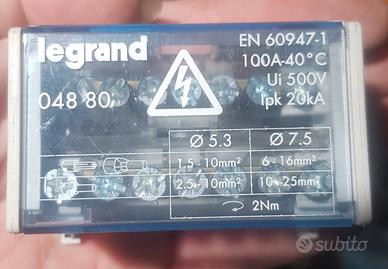 legrand
EN 60947-1
100A-40°C
Ui 500V
Ipk 20kA
048 80
Ø 5.3 Ø 7.5
1.5-10mm² 6-16mm²
2.5-10mm² 10-25mm²
2Nm
subito